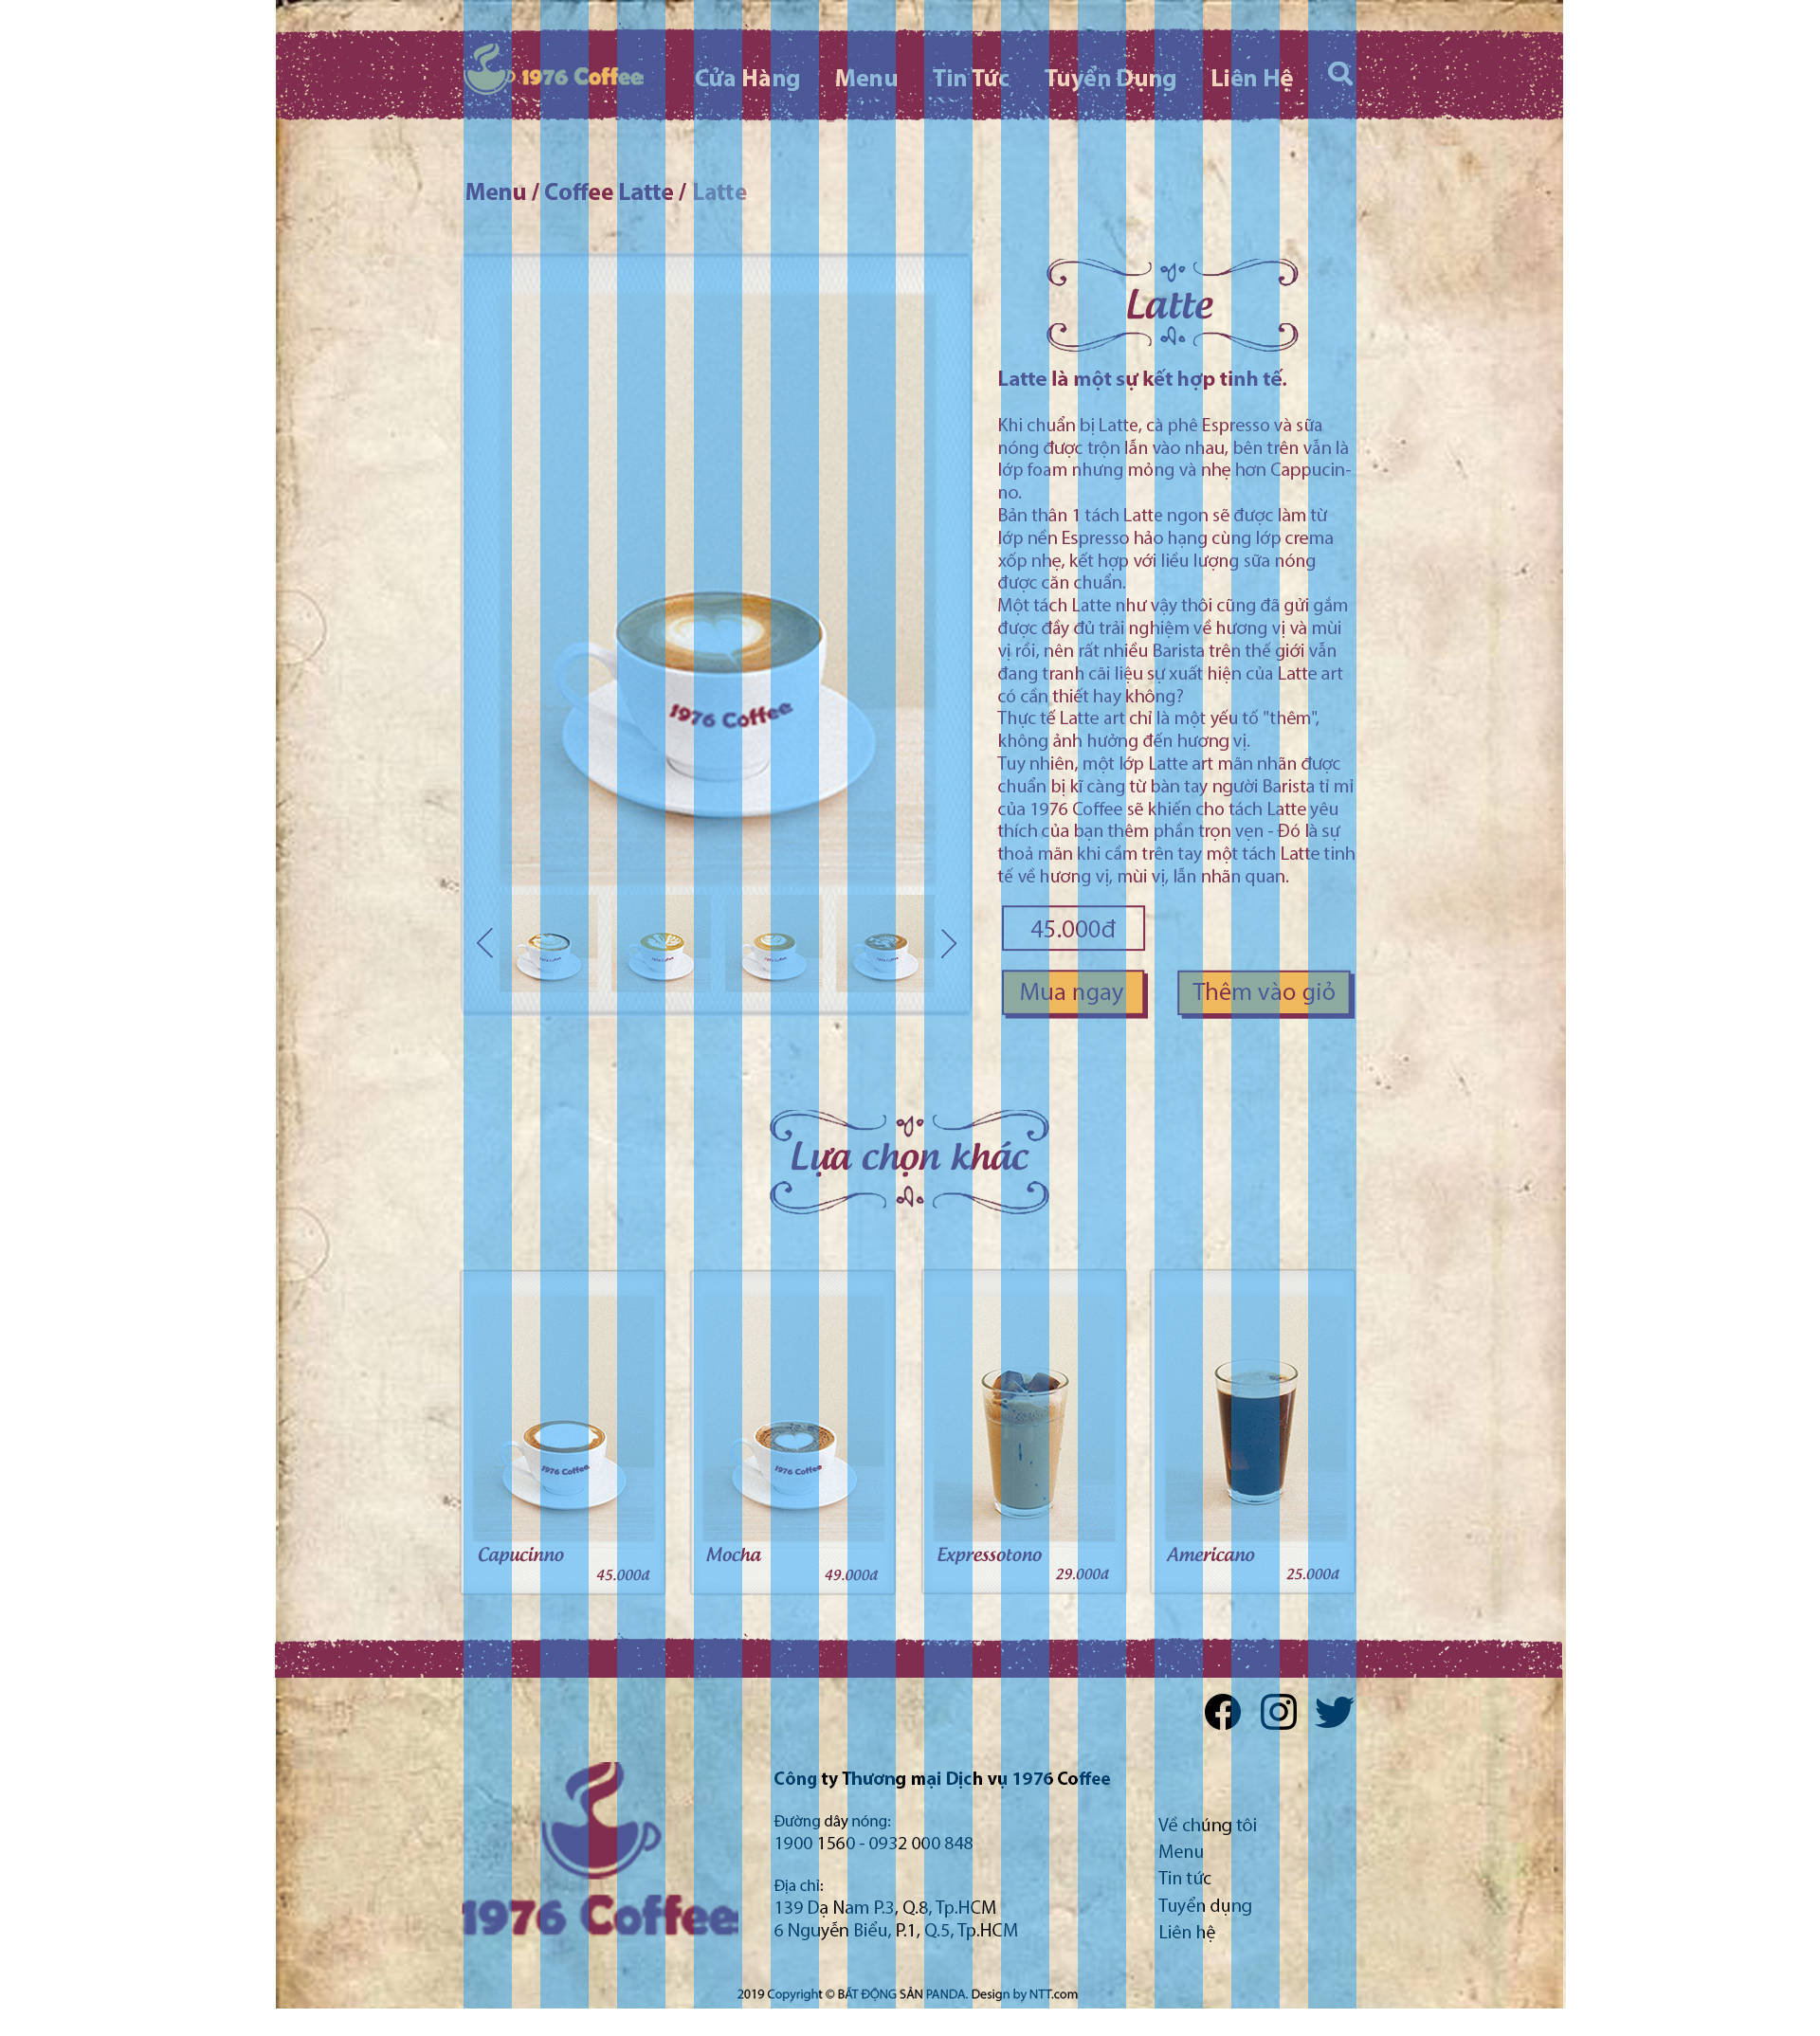 1976 Coffee
Cửa Hàng Menu Tin Tức Tuyển Dụng Liên Hệ
Menu / Coffee Latte / Latte
Latte
Latte là một sự kết hợp tinh tế.
Khi chuẩn bị Latte, cà phê Espresso và sữa
nóng được trộn lẫn vào nhau, bên trên vẫn là
lớp foam nhưng mỏng và nhẹ hơn Cappucin-
no.
Bản thân 1 tách Latte ngon sẽ được làm từ
lớp nền Espresso hảo hạng cùng lớp crema
xốp nhẹ, kết hợp với liều lượng sữa nóng
được căn chuẩn.
Một tách Latte như vậy thôi cũng đã gửi gắm
được đầy đủ trải nghiệm về hương vị và mùi
vị rồi, nên rất nhiều Barista trên thế giới vẫn
đang tranh cãi liệu sự xuất hiện của Latte art
có cần thiết hay không?
Thực tế Latte art chỉ là một yếu tố "thêm",
không ảnh hưởng đến hương vị.
Tuy nhiên, một lớp Latte art mãn nhãn được
chuẩn bị kĩ càng từ bàn tay người Barista tỉ mỉ
của 1976 Coffee sẽ khiến cho tách Latte yêu
thích của bạn thêm phần trọn vẹn - Đó là sự
thoả mãn khi cầm trên tay một tách Latte tinh
tế về hương vị, mùi vị, lẫn nhãn quan.
1976 Coffee
45.000đ
Mua ngay Thêm vào giỏ
Lựa chọn khác
1976 Coffee
1976 Coffee
Capucinno
45.000đ
Mocha
49.000đ
Expressotono
29.000đ
Americano
25.000đ
1976 Coffee
Công ty Thương mại Dịch vụ 1976 Coffee
Đường dây nóng:
1900 1560 - 0932 000 848
Địa chỉ:
139 Dạ Nam P.3, Q.8, Tp.HCM
6 Nguyễn Biểu, P.1, Q.5, Tp.HCM
Về chúng tôi
Menu
Tin tức
Tuyển dụng
Liên hệ
2019 Copyright © BẤT ĐỘNG SẢN PANDA. Design by NTT.com